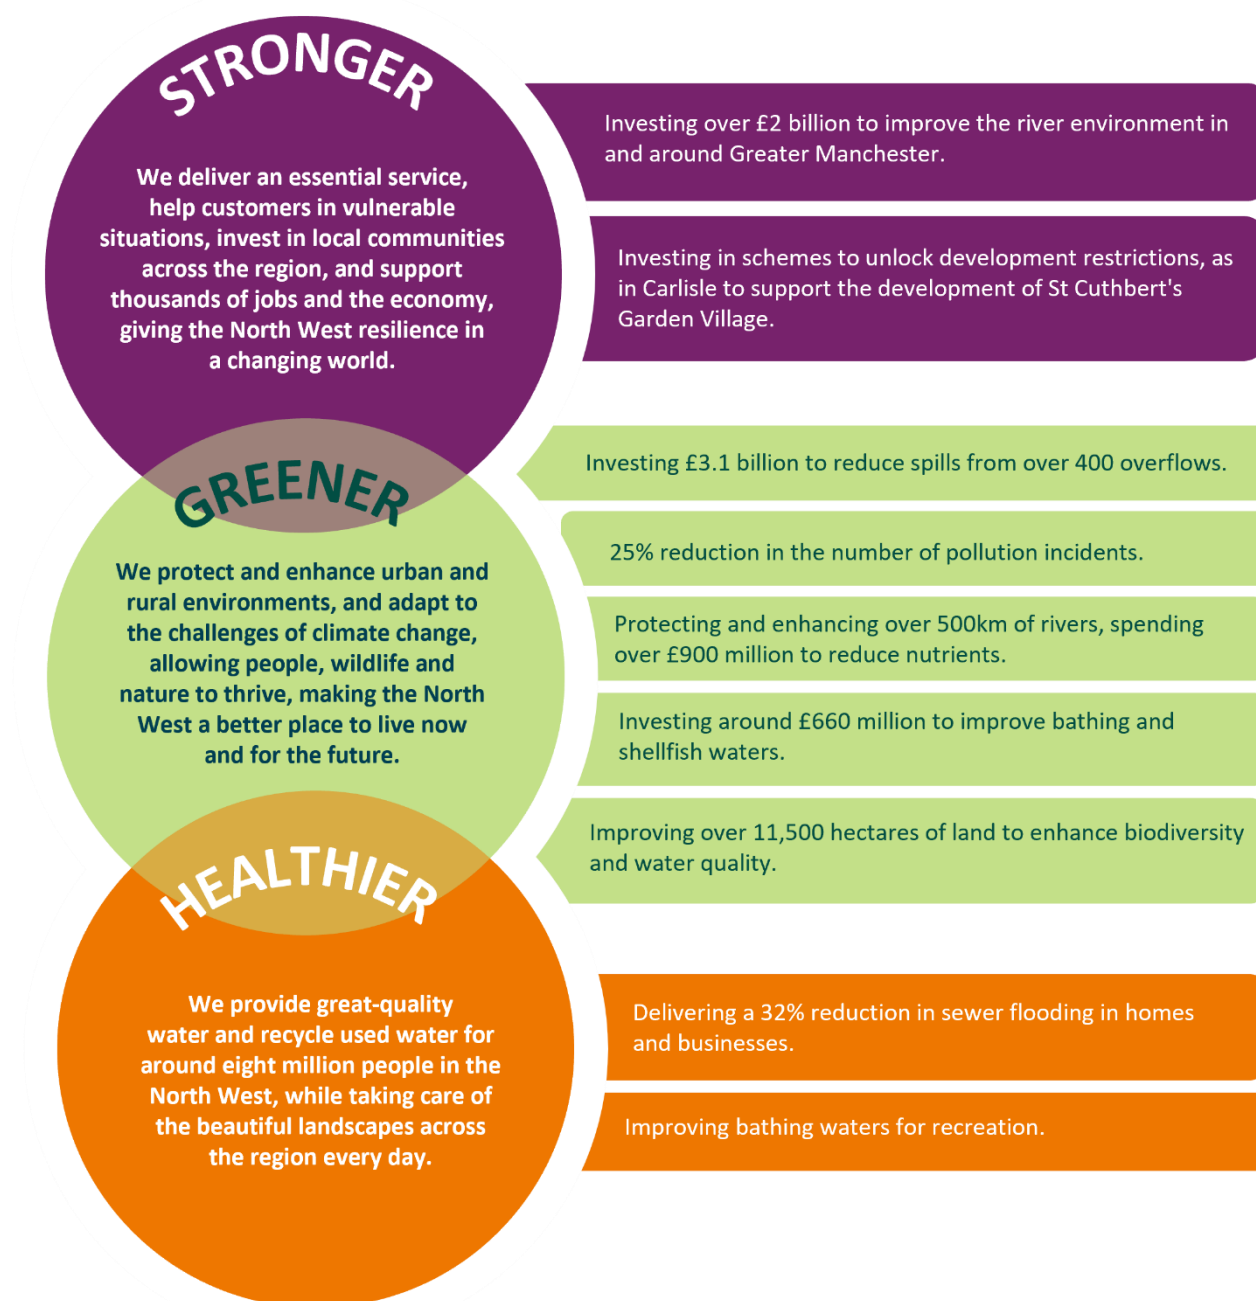 STRONGER
We deliver an essential service,
help customers in vulnerable
situations, invest in local communities
across the region, and support
thousands of jobs and the economy,
giving the North West resilience in
a changing world.
Investing over £2 billion to improve the river environment in
and around Greater Manchester.
Investing in schemes to unlock development restrictions, as
in Carlisle to support the development of St Cuthbert's
Garden Village.
GREENER
We protect and enhance urban and
rural environments, and adapt to
the challenges of climate change,
allowing people, wildlife and
nature to thrive, making the North
West a better place to live now
and for the future.
Investing £3.1 billion to reduce spills from over 400 overflows.
25% reduction in the number of pollution incidents.
Protecting and enhancing over 500km of rivers, spending
over £900 million to reduce nutrients.
Investing around £660 million to improve bathing and
shellfish waters.
Improving over 11,500 hectares of land to enhance biodiversity
and water quality.
HEALTHIER
We provide great-quality
water and recycle used water for
around eight million people in the
North West, while taking care of
the beautiful landscapes across
the region every day.
Delivering a 32% reduction in sewer flooding in homes
and businesses.
Improving bathing waters for recreation.